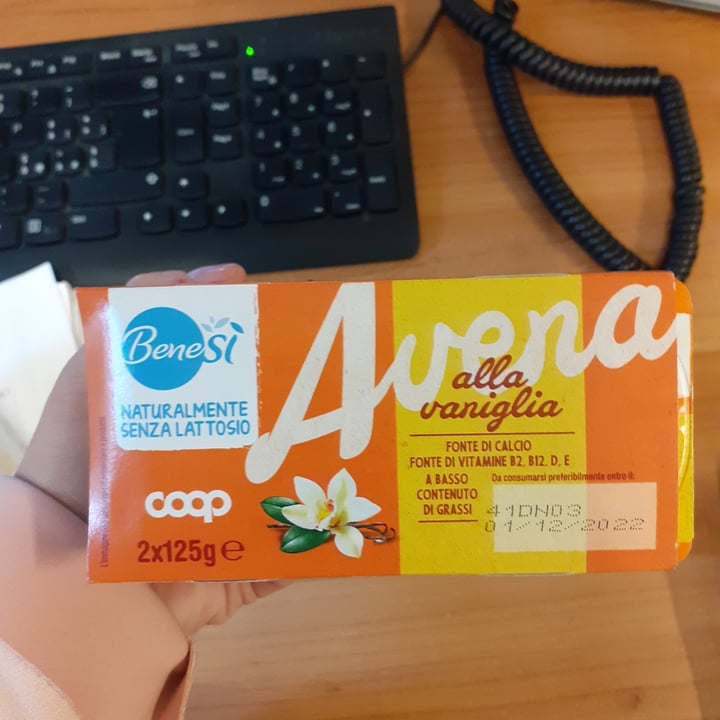 BeneSì
NATURALMENTE
SENZA LATTOSIO
coop
2x125g e
Avena
alla
vaniglia
FONTE DI CALCIO
FONTE DI VITAMINE B2, B12, D, E
A BASSO
CONTENUTO
DI GRASSI
Da consumarsi preferibilmente entro il:
41DN03
01/12/2022